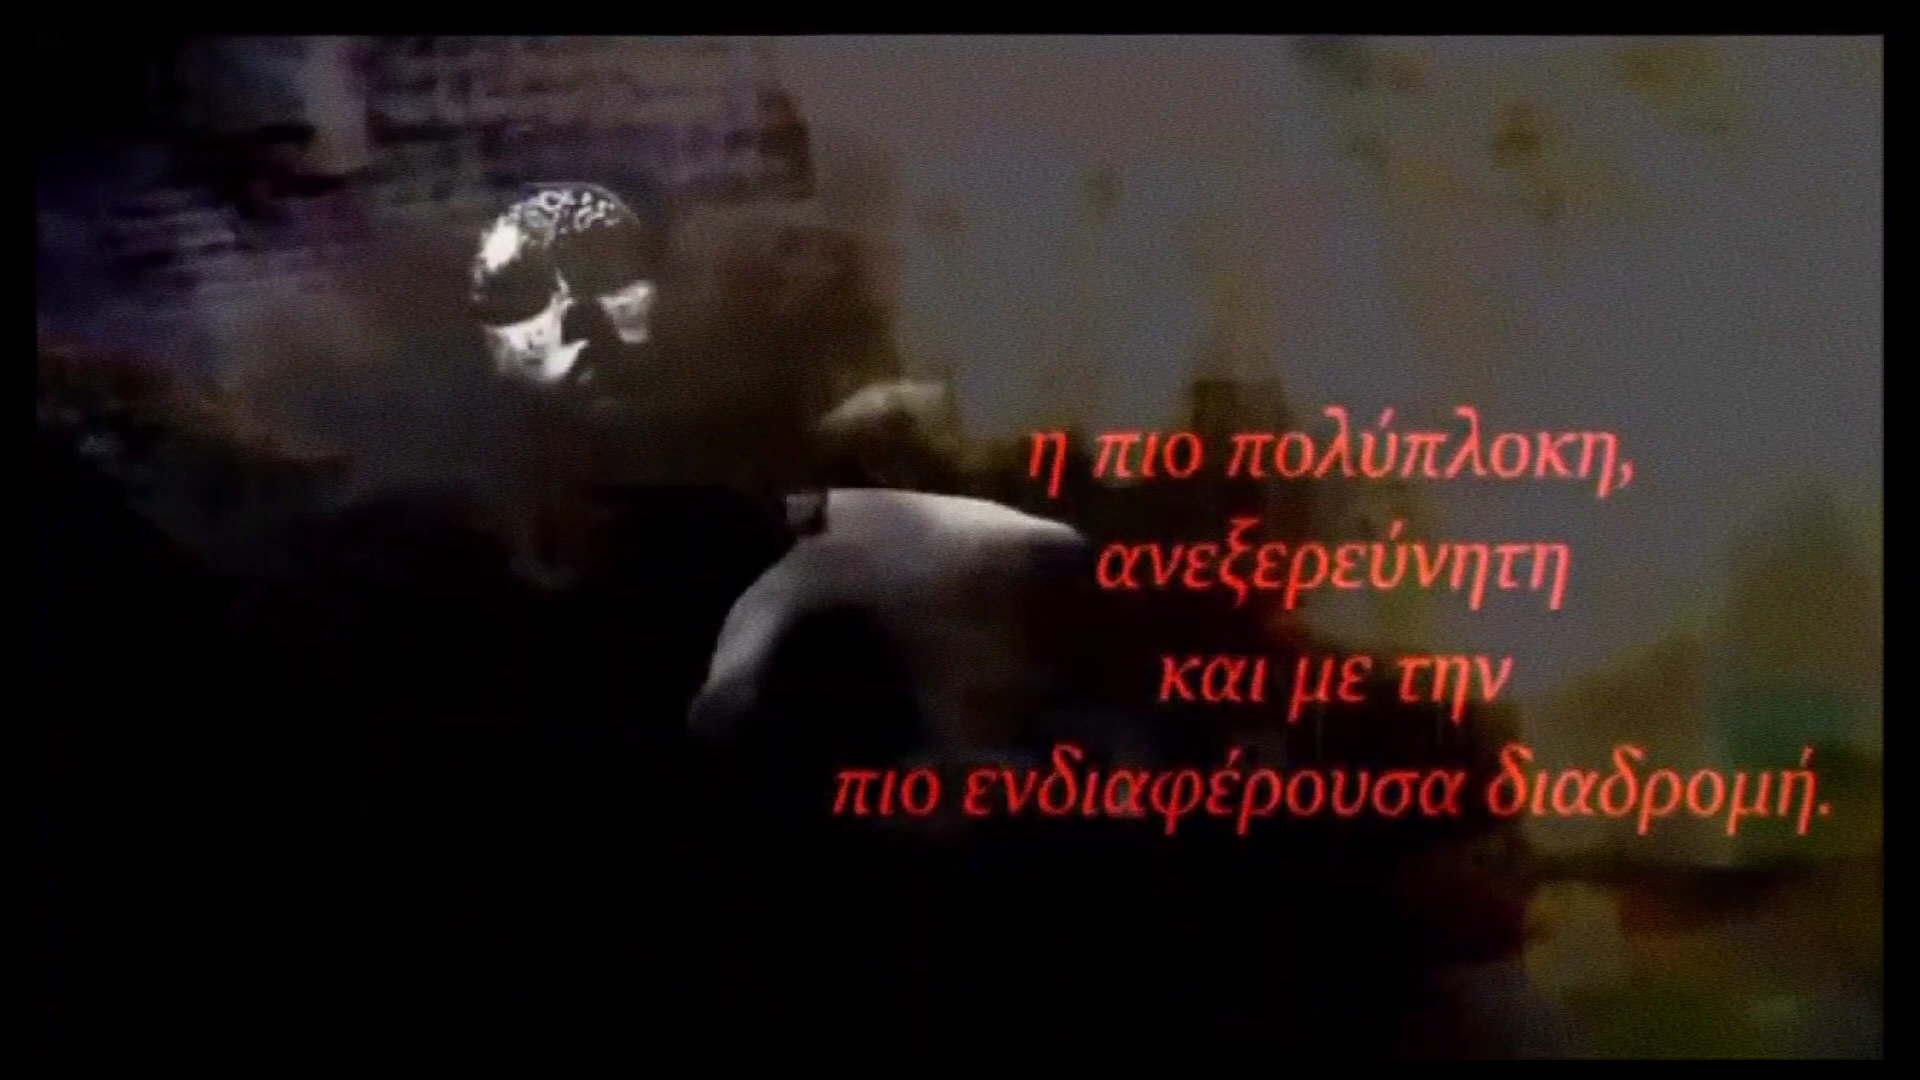 η πιο πολύπλοκη,
ανεξερεύνητη
και με την
πιο ενδιαφέρουσα διαδρομή.